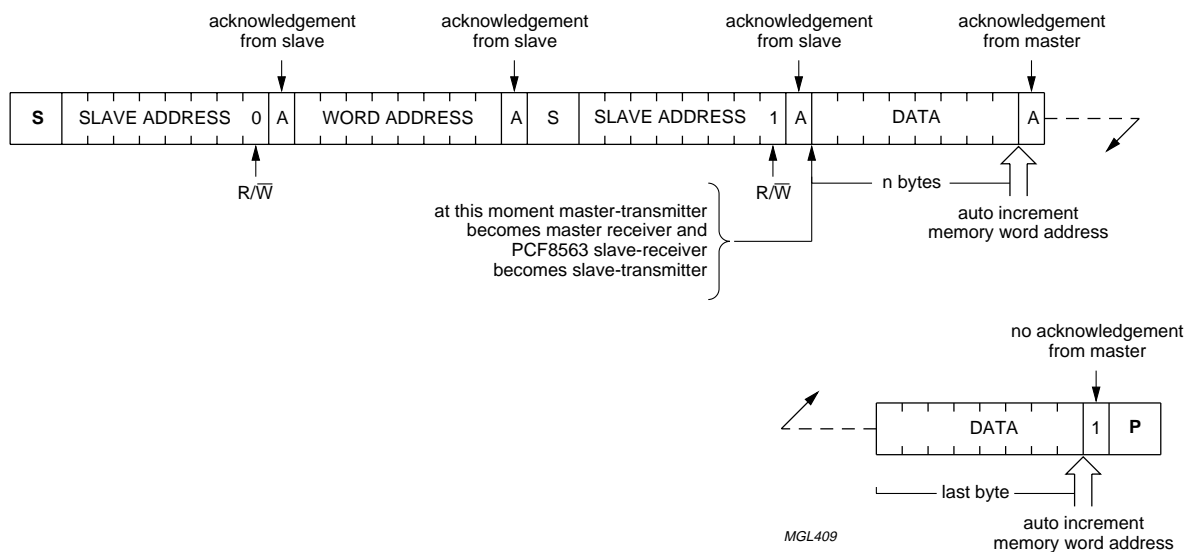 acknowledgement
from slave
acknowledgement
from slave
acknowledgement
from slave
acknowledgement
from master
S SLAVE ADDRESS 0 A WORD ADDRESS A S SLAVE ADDRESS 1 A DATA A
R/W̅
R/W̅
n bytes
at this moment master-transmitter
becomes master receiver and
PCF8563 slave-receiver
becomes slave-transmitter
auto increment
memory word address
no acknowledgement
from master
DATA 1 P
last byte
auto increment
memory word address
MGL409